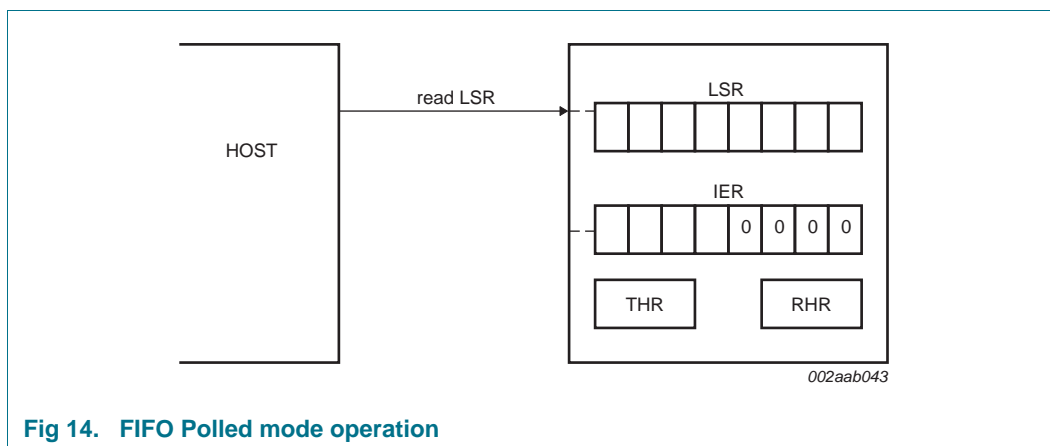 read LSR
LSR
HOST
IER
0 0 0 0
THR RHR
002aab043
Fig 14. FIFO Polled mode operation